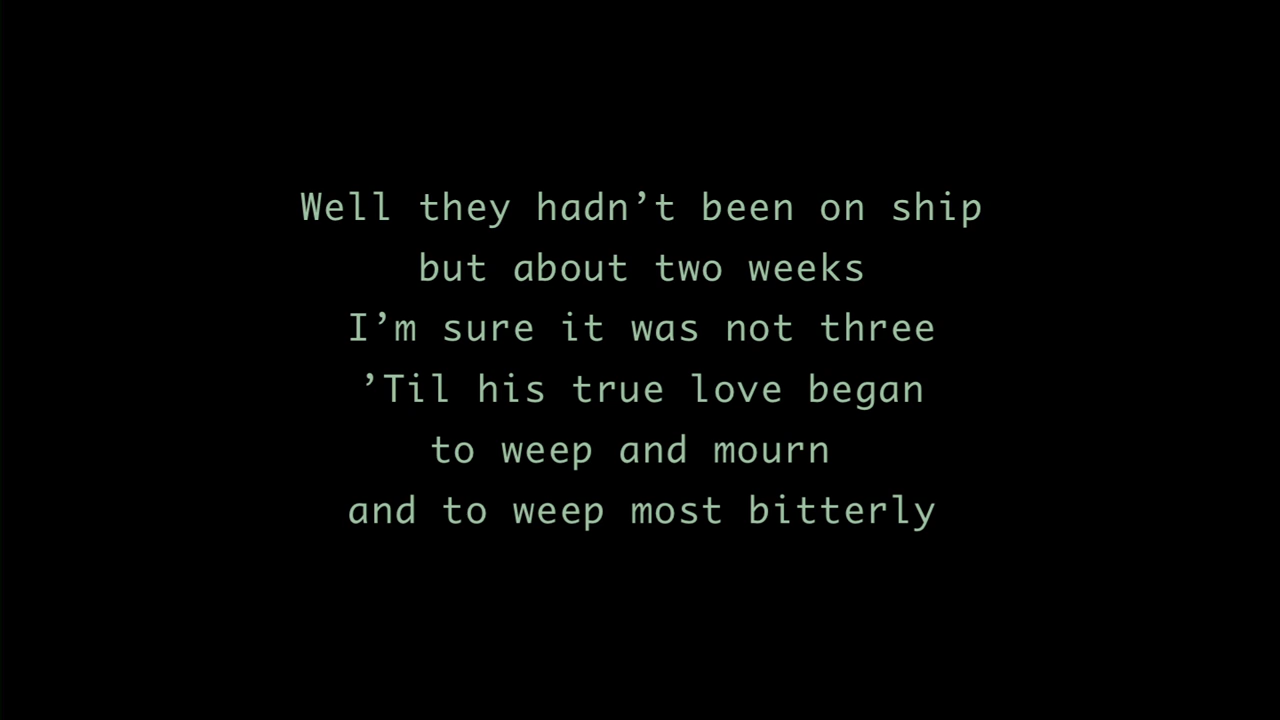 Well they hadn’t been on ship
but about two weeks
I’m sure it was not three
’Til his true love began
to weep and mourn
and to weep most bitterly